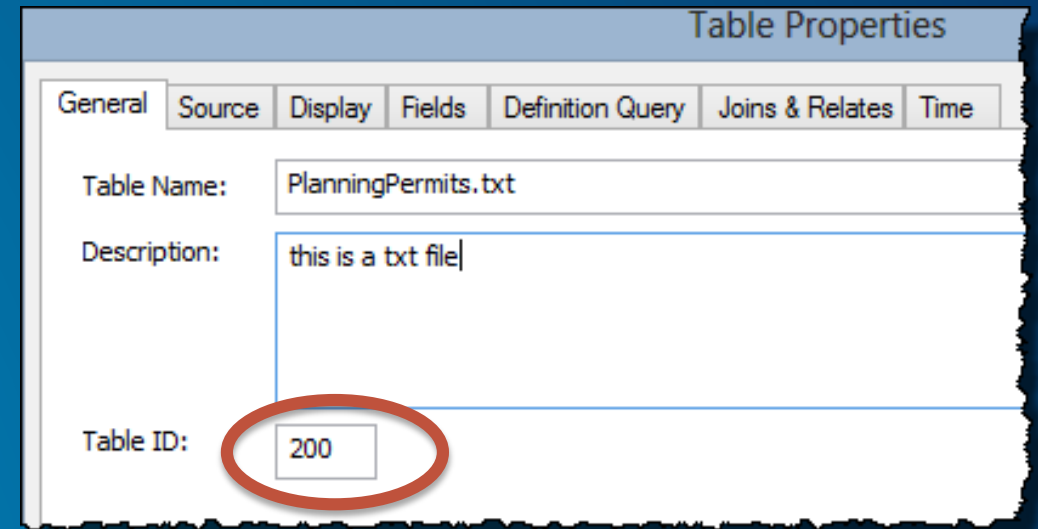 Table Properties
General Source Display Fields Definition Query Joins & Relates Time
Table Name: PlanningPermits.txt
Description: this is a txt file
Table ID: 200